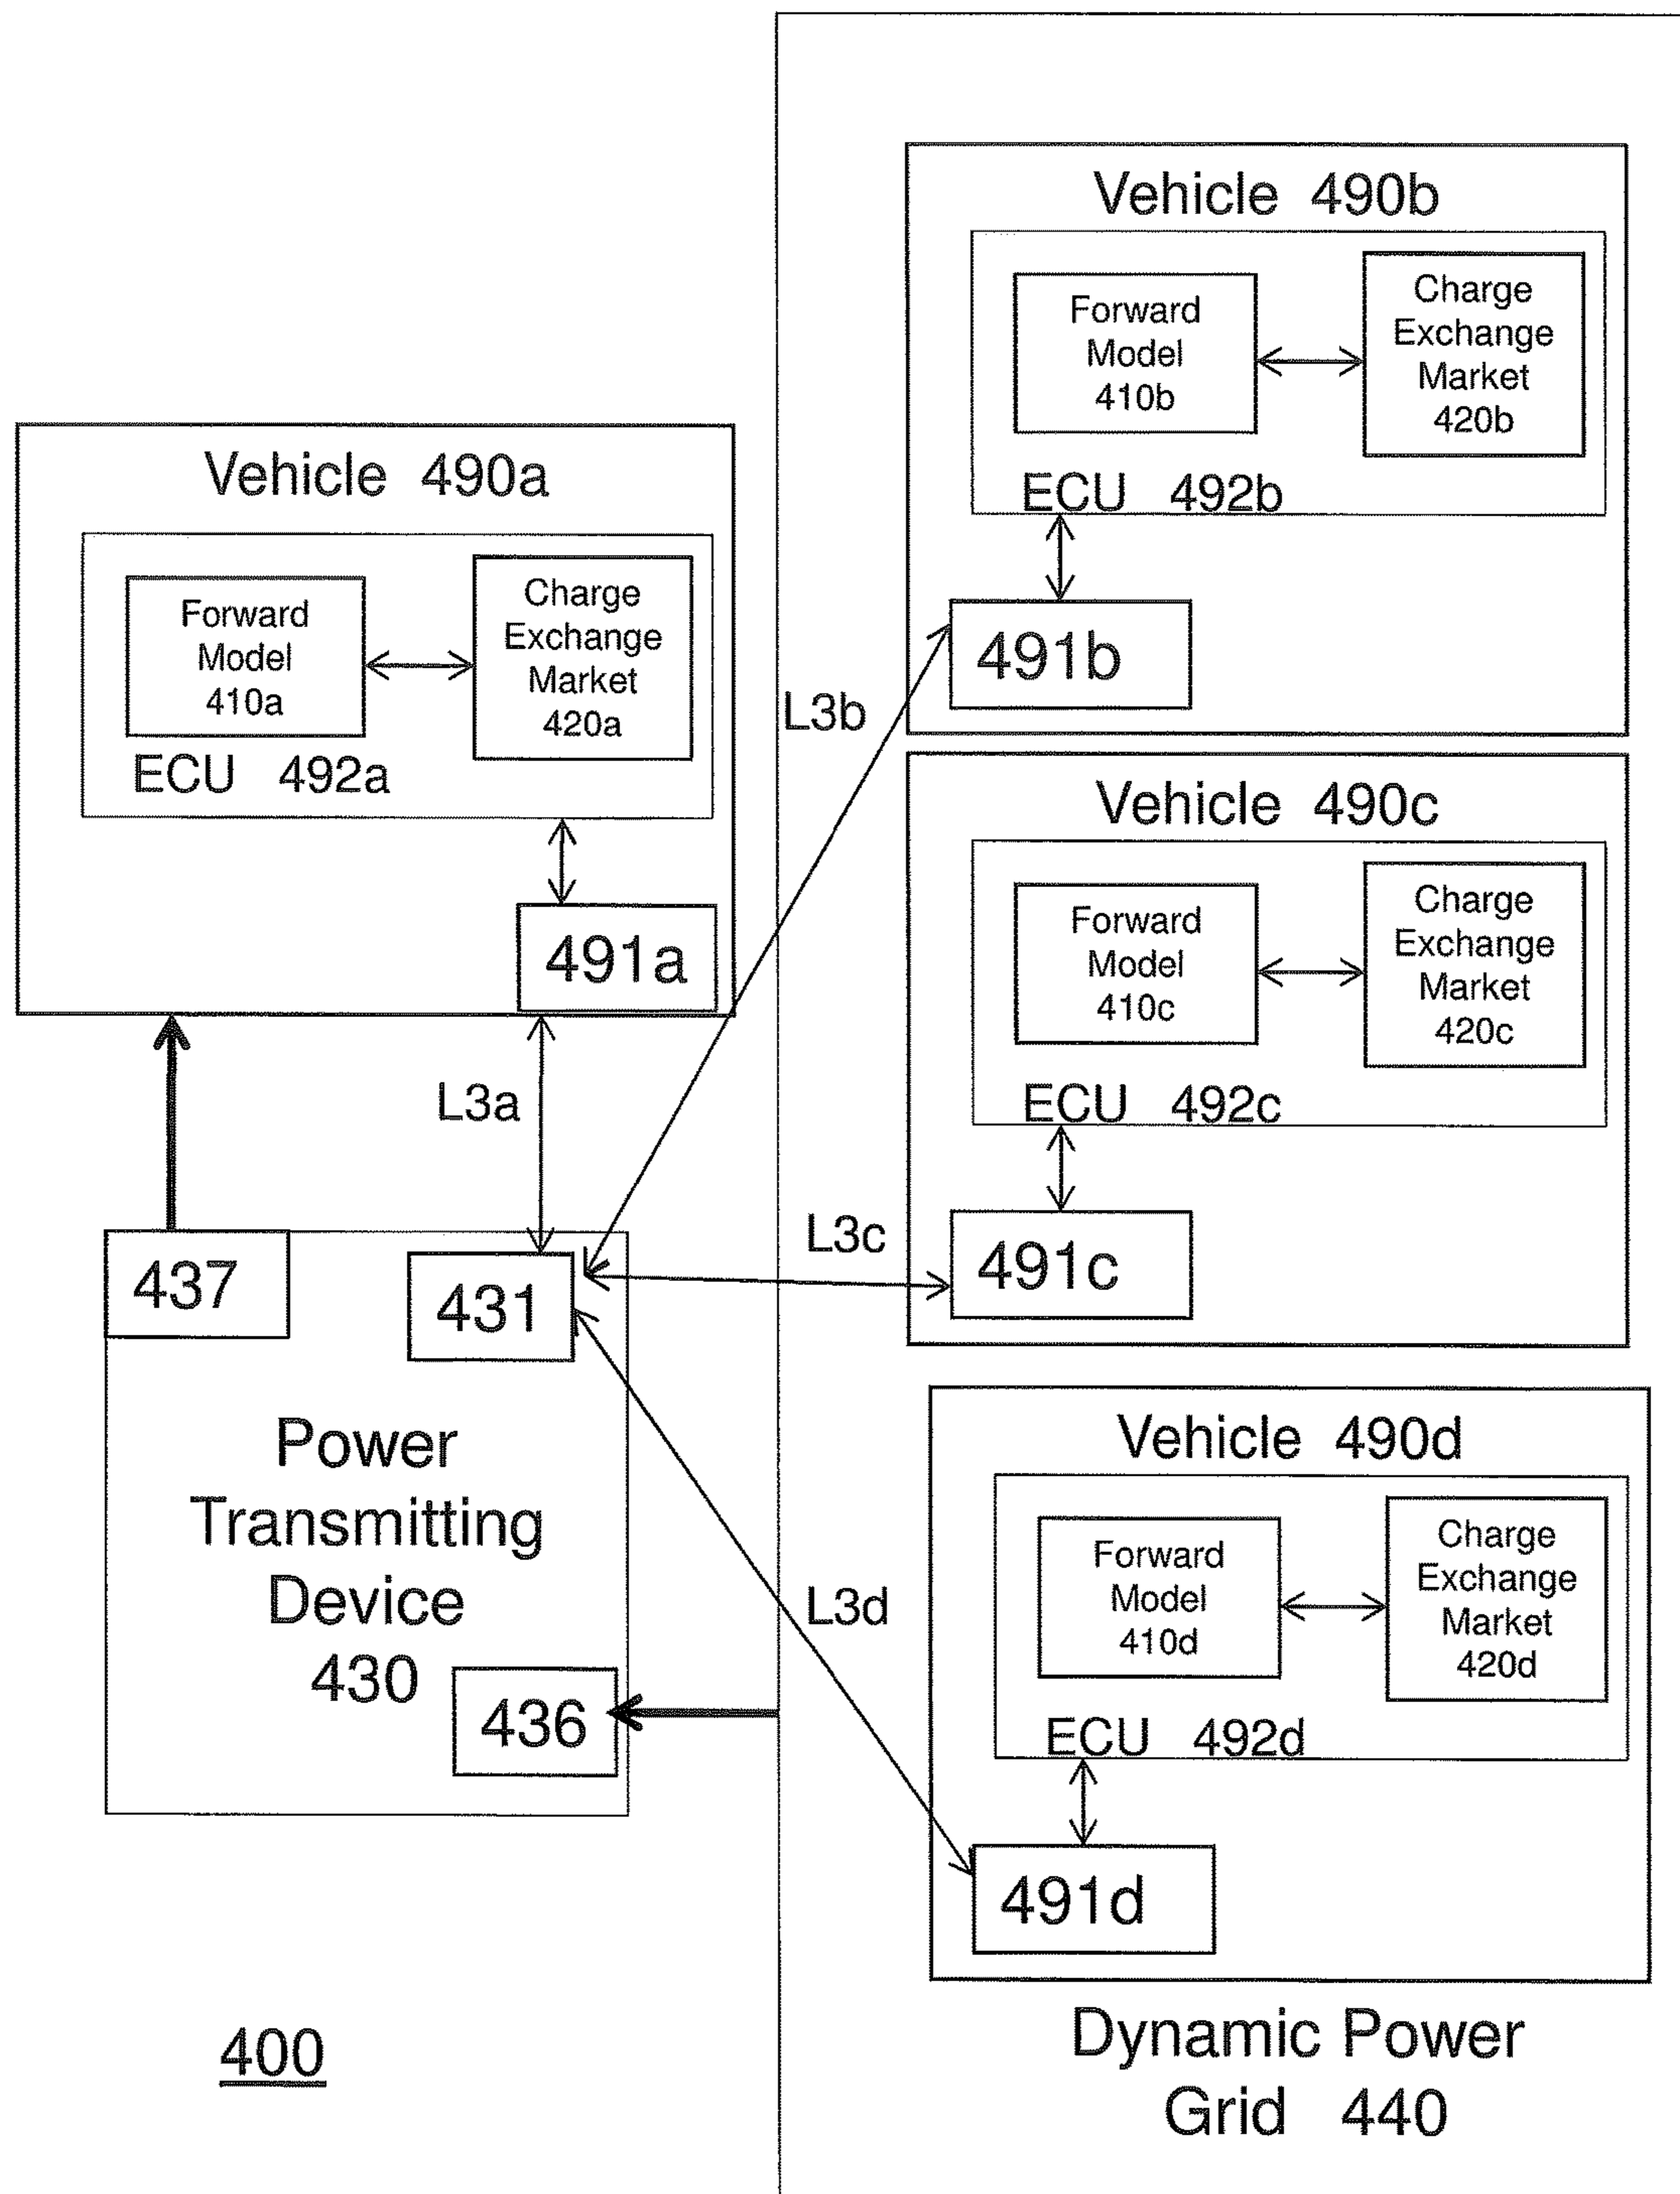 Vehicle 490a
Forward
Model
410a
Charge
Exchange
Market
420a
ECU 492a
491a
L3a
437
431
Power
Transmitting
Device
430
436
400
L3b
L3c
L3d
Vehicle 490b
Forward
Model
410b
Charge
Exchange
Market
420b
ECU 492b
491b
Vehicle 490c
Forward
Model
410c
Charge
Exchange
Market
420c
ECU 492c
491c
Vehicle 490d
Forward
Model
410d
Charge
Exchange
Market
420d
ECU 492d
491d
Dynamic Power
Grid 440